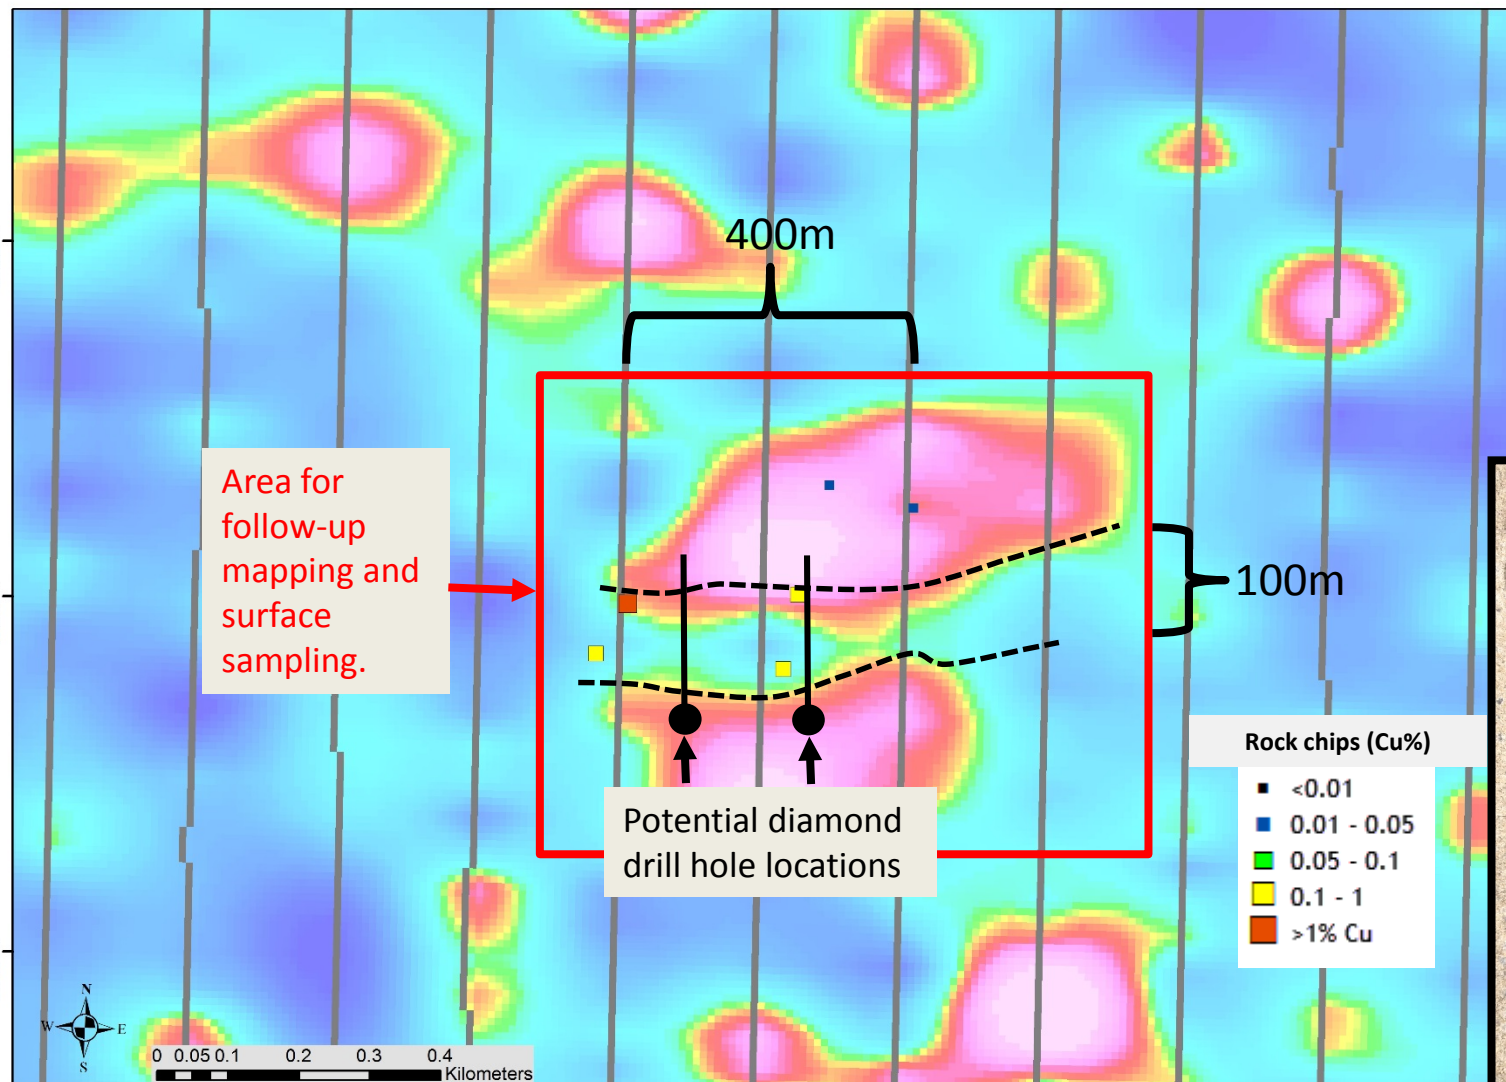 400m
Area for
follow-up
mapping and
surface
sampling.
100m
Rock chips (Cu%)
<0.01
0.01 - 0.05
0.05 - 0.1
0.1 - 1
>1% Cu
Potential diamond
drill hole locations
N
W E
S
0 0.05 0.1 0.2 0.3 0.4
Kilometers